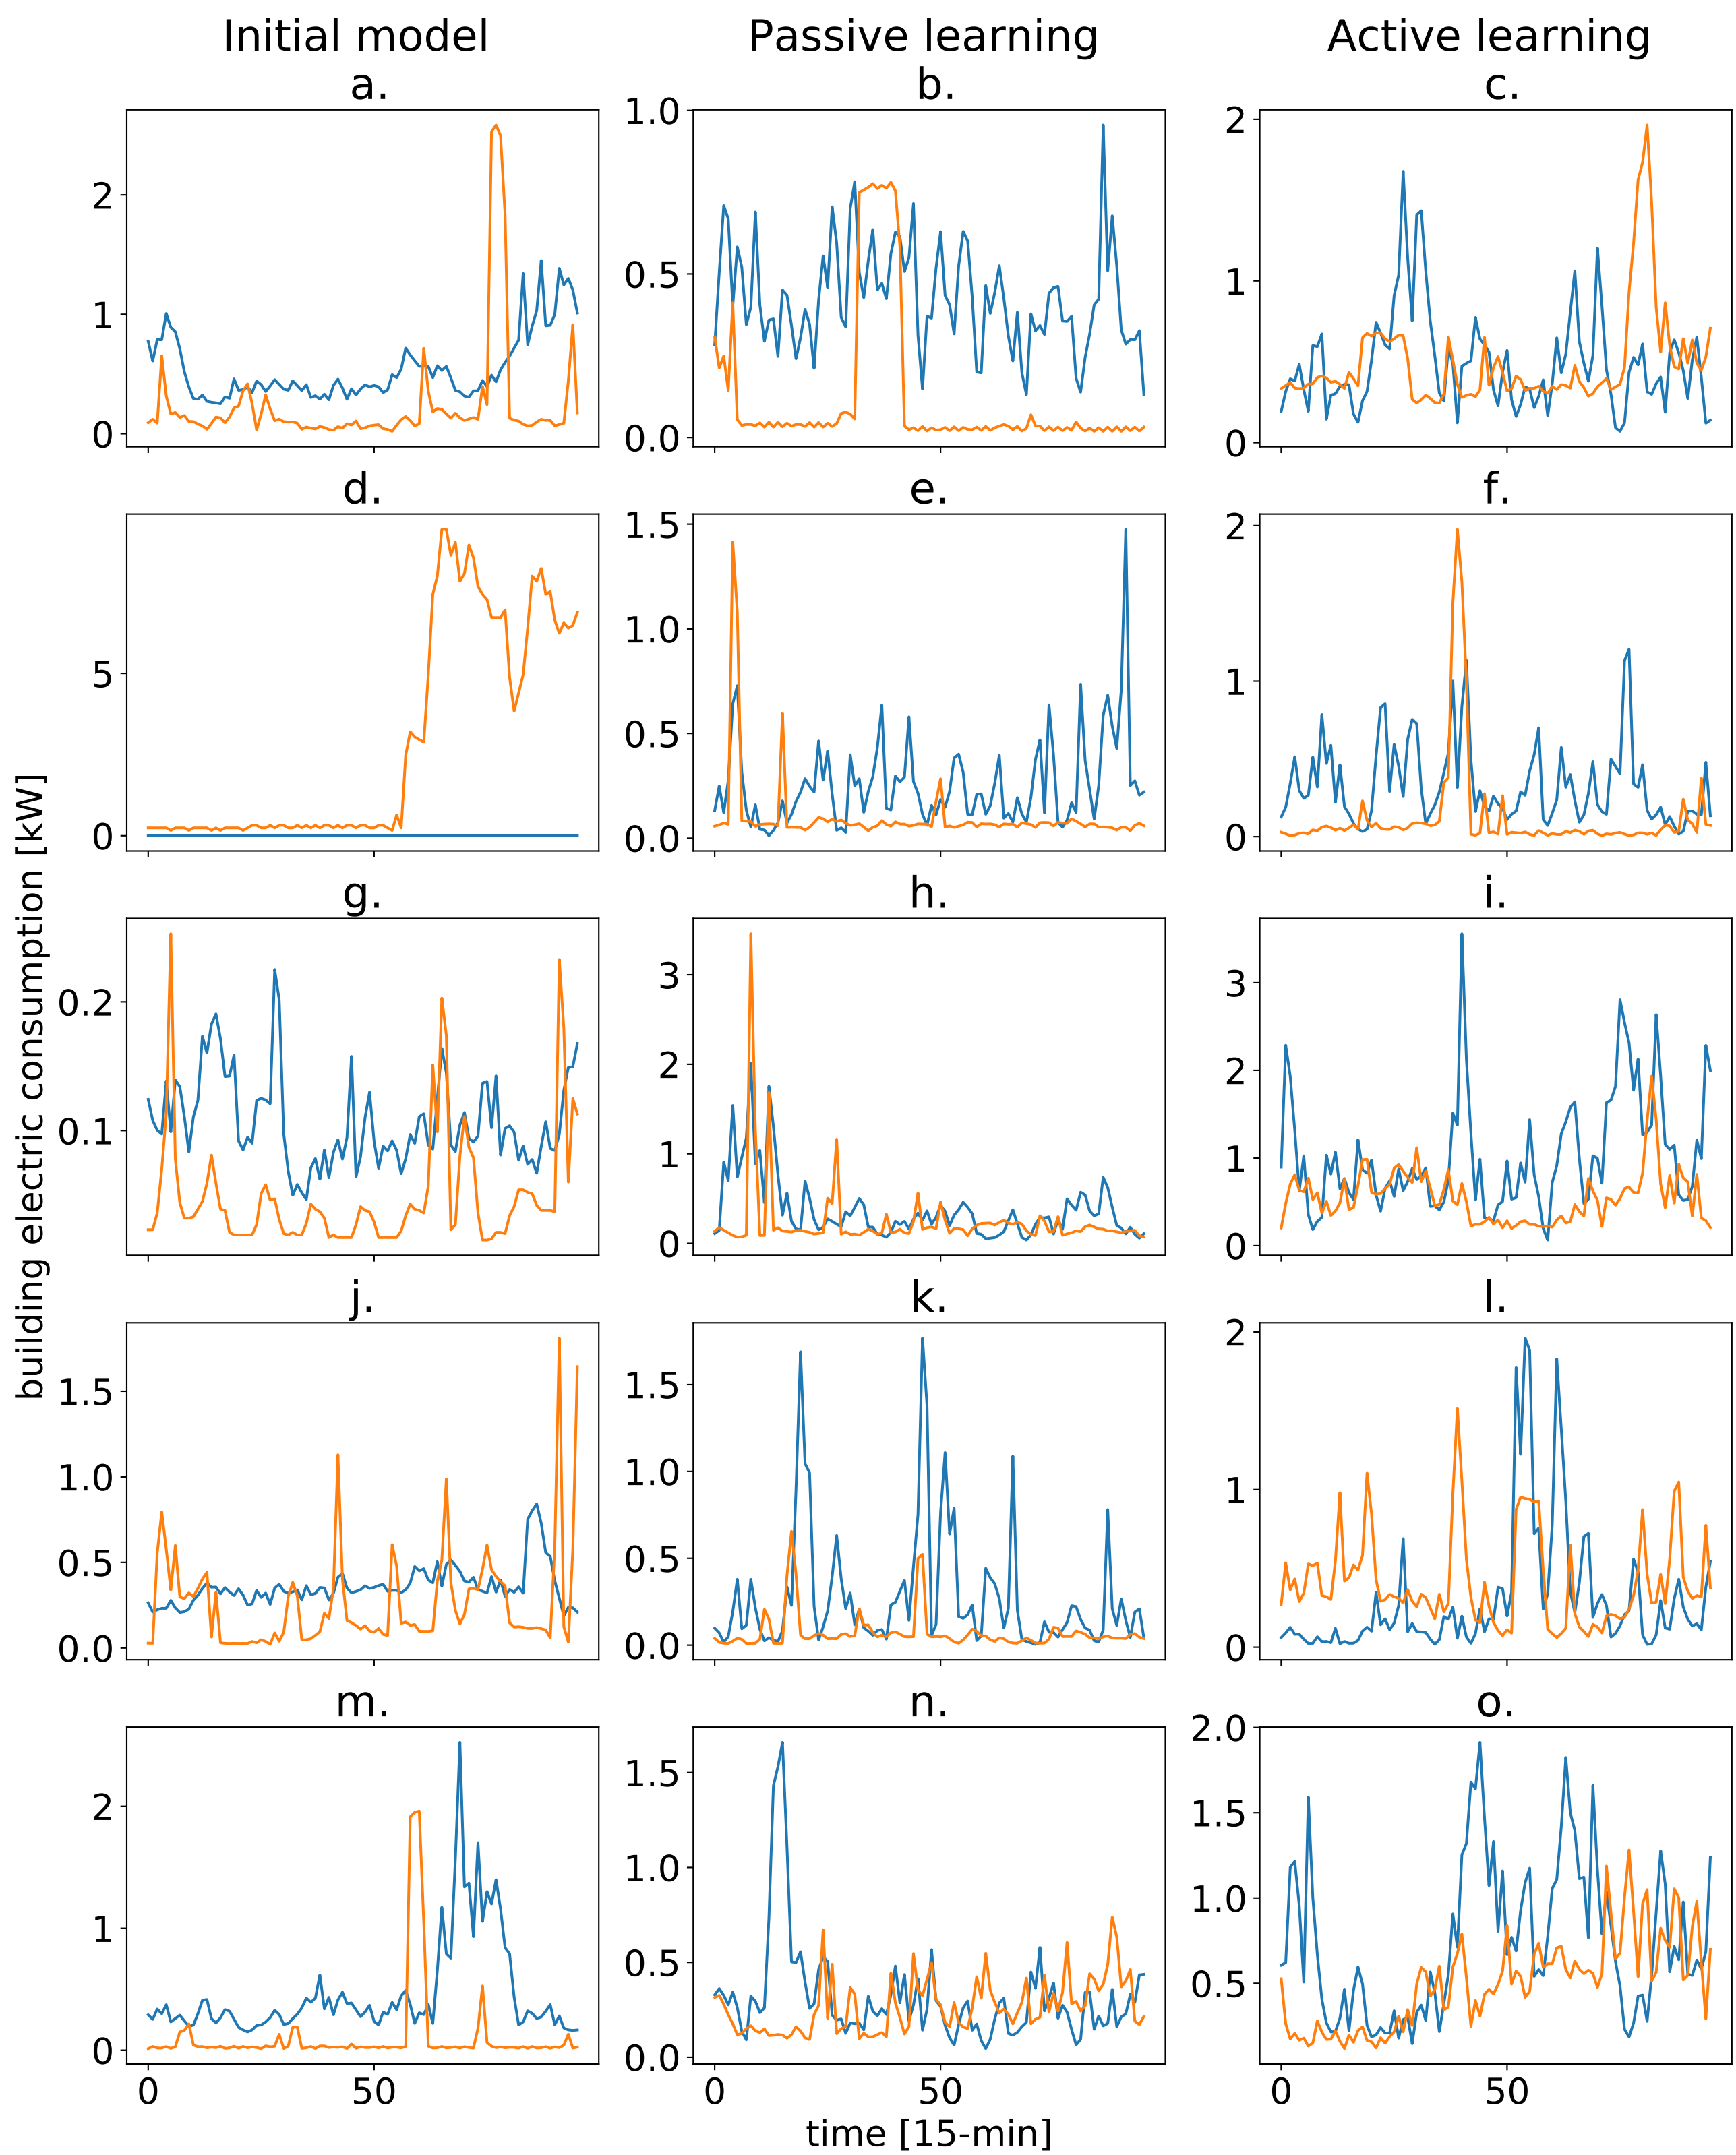 Initial model
Passive learning
Active learning
a.
b.
c.
2
1
0
1.0
0.5
0.0
2
1
0
d.
e.
f.
5
0
1.5
1.0
0.5
0.0
2
1
0
building electric consumption [kW]
g.
h.
i.
0.2
0.1
3
2
1
0
3
2
1
0
j.
k.
l.
1.5
1.0
0.5
0.0
1.5
1.0
0.5
0.0
2
1
0
m.
n.
o.
2
1
0
1.5
1.0
0.5
0.0
2.0
1.5
1.0
0.5
0
50
0
50
0
50
time [15-min]